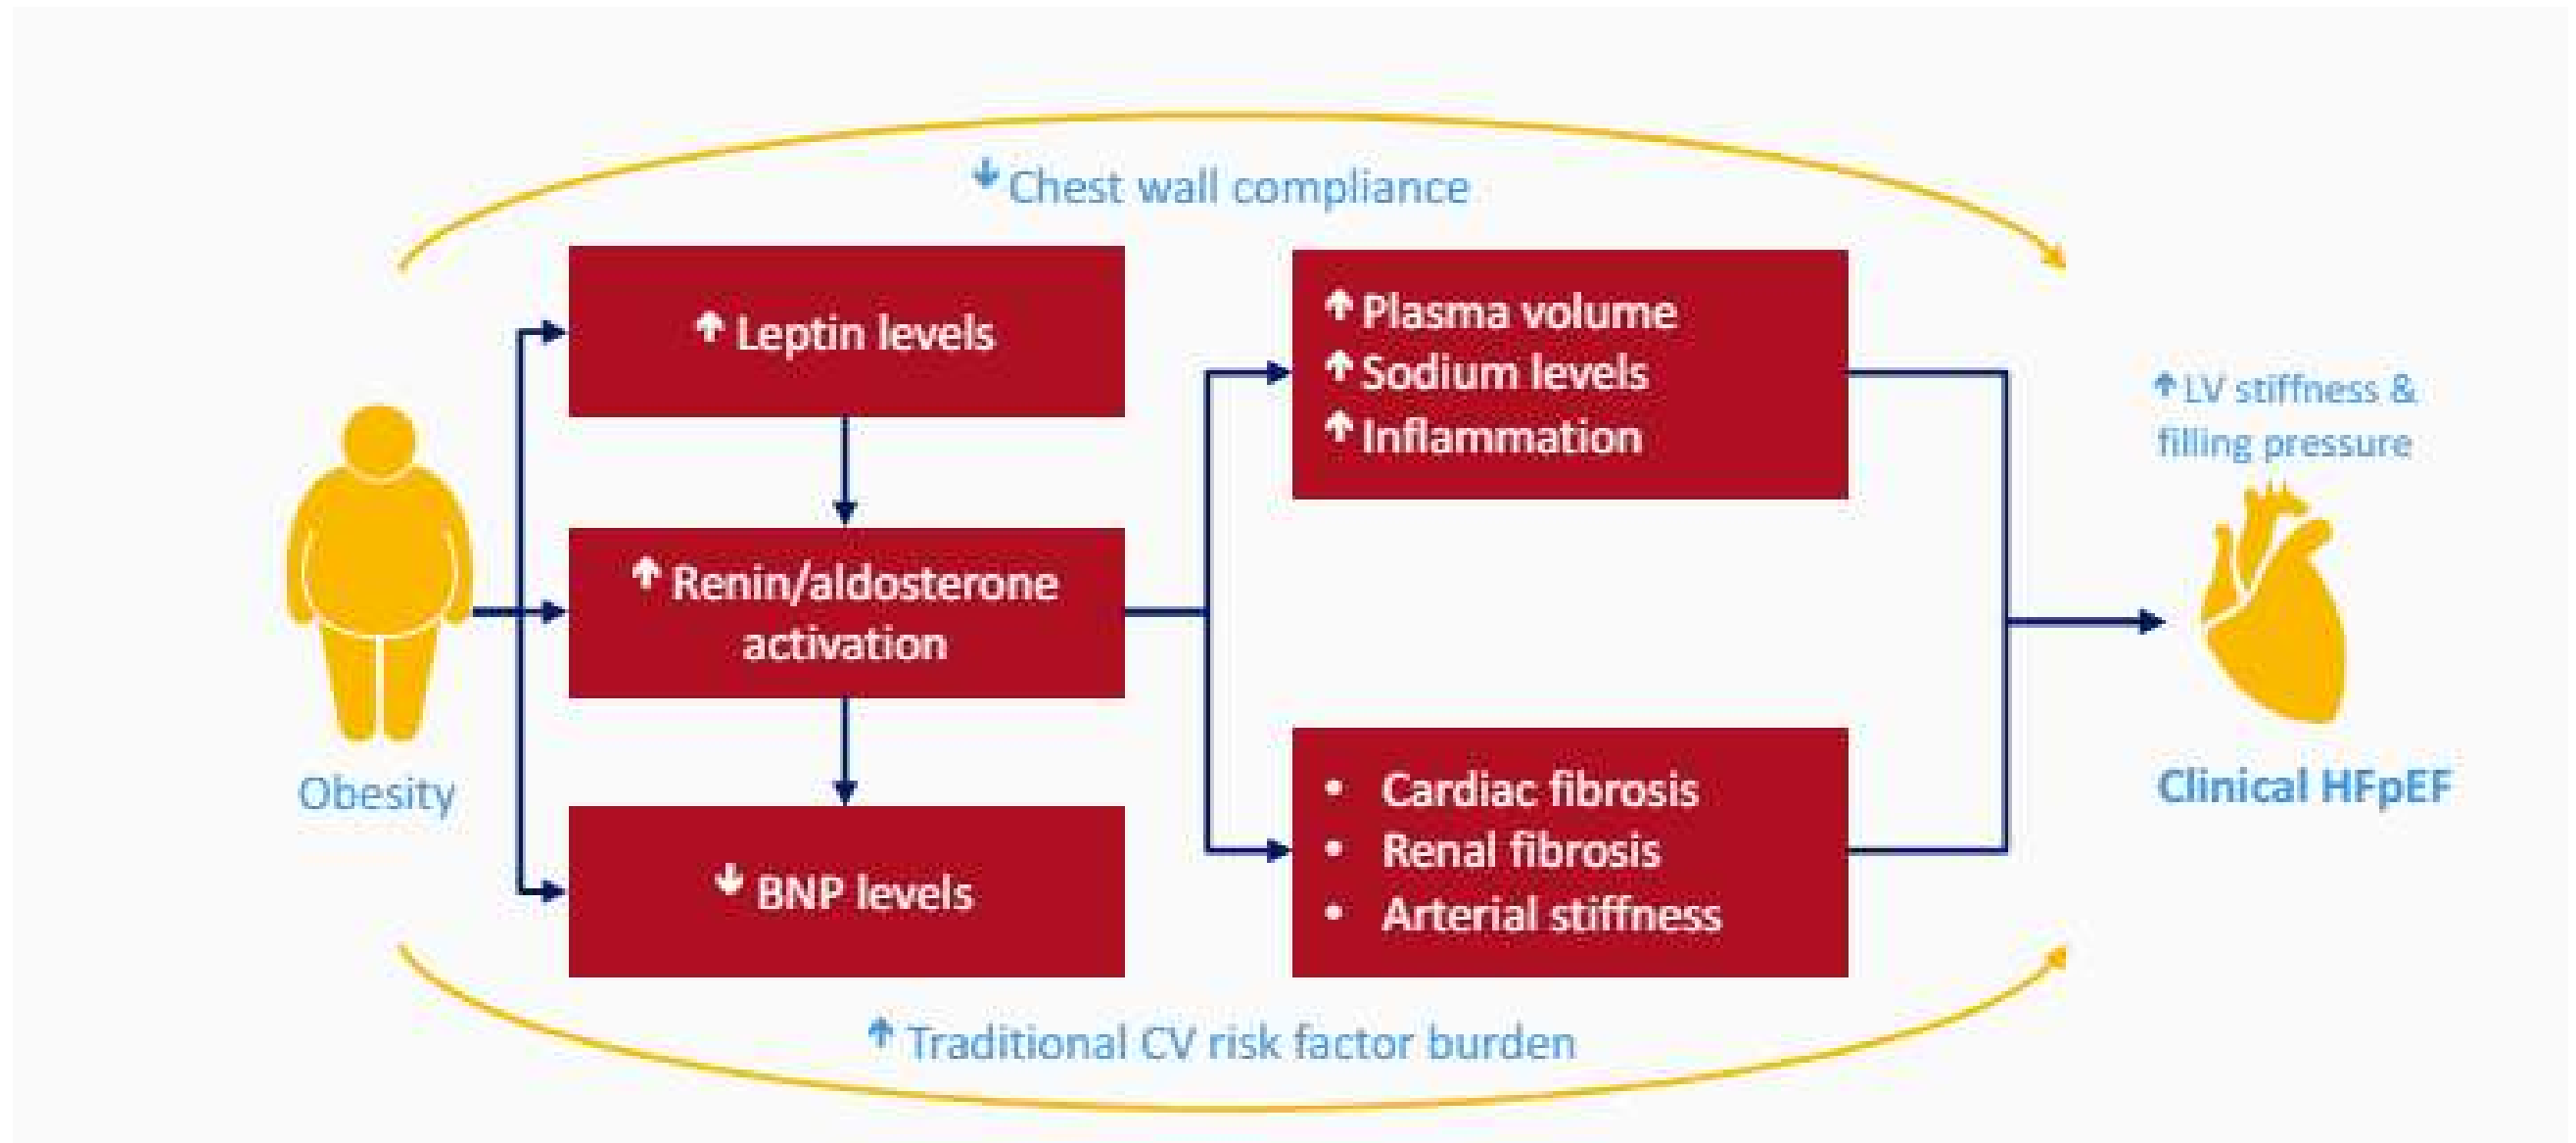 ↓ Chest wall compliance
↑ Leptin levels
↑ Renin/aldosterone
activation
↓ BNP levels
↑ Plasma volume
↑ Sodium levels
↑ Inflammation
• Cardiac fibrosis
• Renal fibrosis
• Arterial stiffness
↑ LV stiffness &
filling pressure
Obesity
Clinical HFpEF
↑ Traditional CV risk factor burden